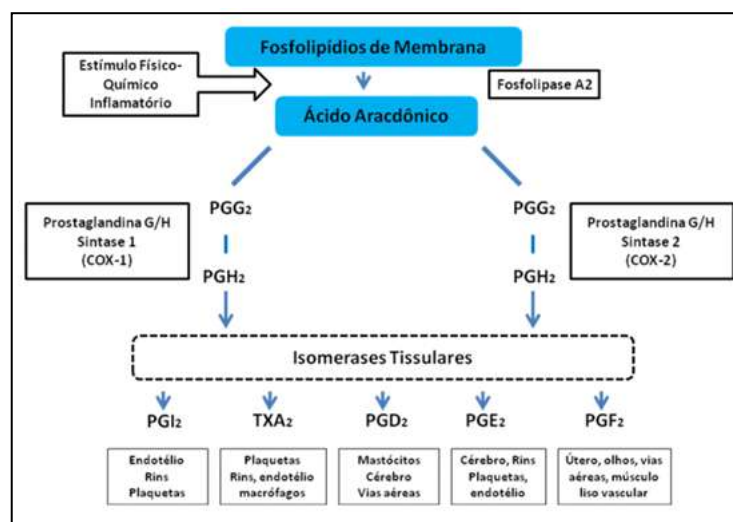 Fosfolipídios de Membrana
Estímulo Físico-
Químico
Inflamatório
Fosfolipase A2
Ácido Aracdônico
PGG₂
PGG₂
Prostaglandina G/H
Sintase 1
(COX-1)
Prostaglandina G/H
Sintase 2
(COX-2)
PGH₂
PGH₂
Isomerases Tissulares
PGI₂
TXA₂
PGD₂
PGE₂
PGF₂
Endotélio
Rins
Plaquetas
Plaquetas
Rins, endotélio
macrófagos
Mastócitos
Cérebro
Vias aéreas
Cérebro, Rins
Plaquetas,
endotélio
Útero, olhos, vias
aéreas, músculo
liso vascular